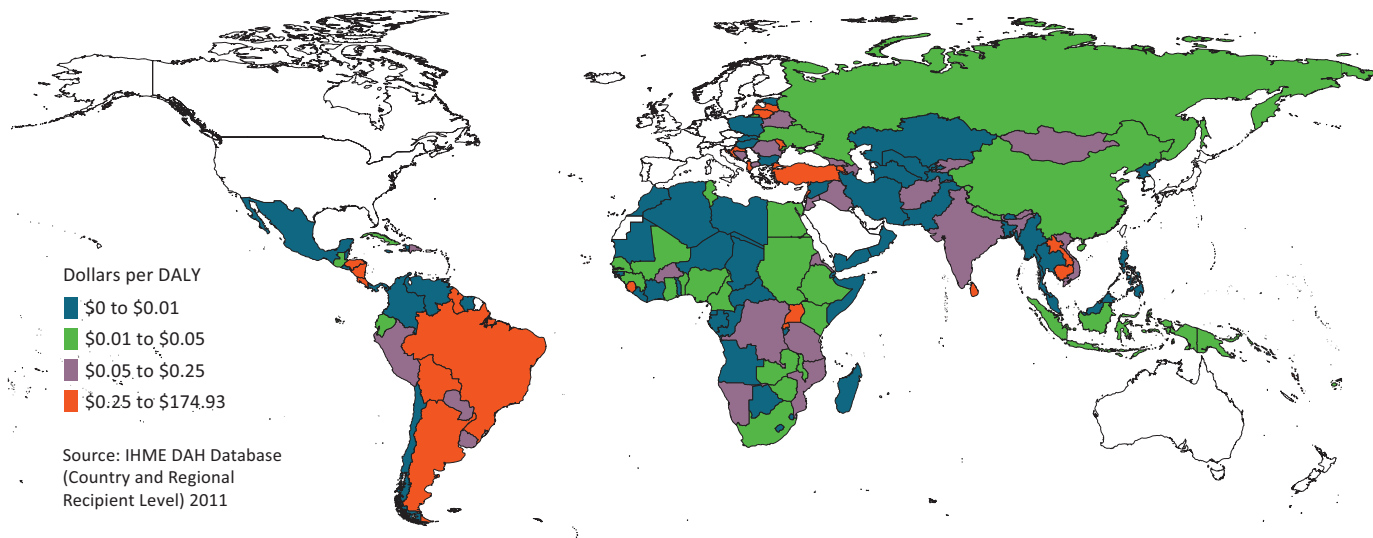 Dollars per DALY
$0 to $0.01
$0.01 to $0.05
$0.05 to $0.25
$0.25 to $174.93
Source: IHME DAH Database
(Country and Regional
Recipient Level) 2011